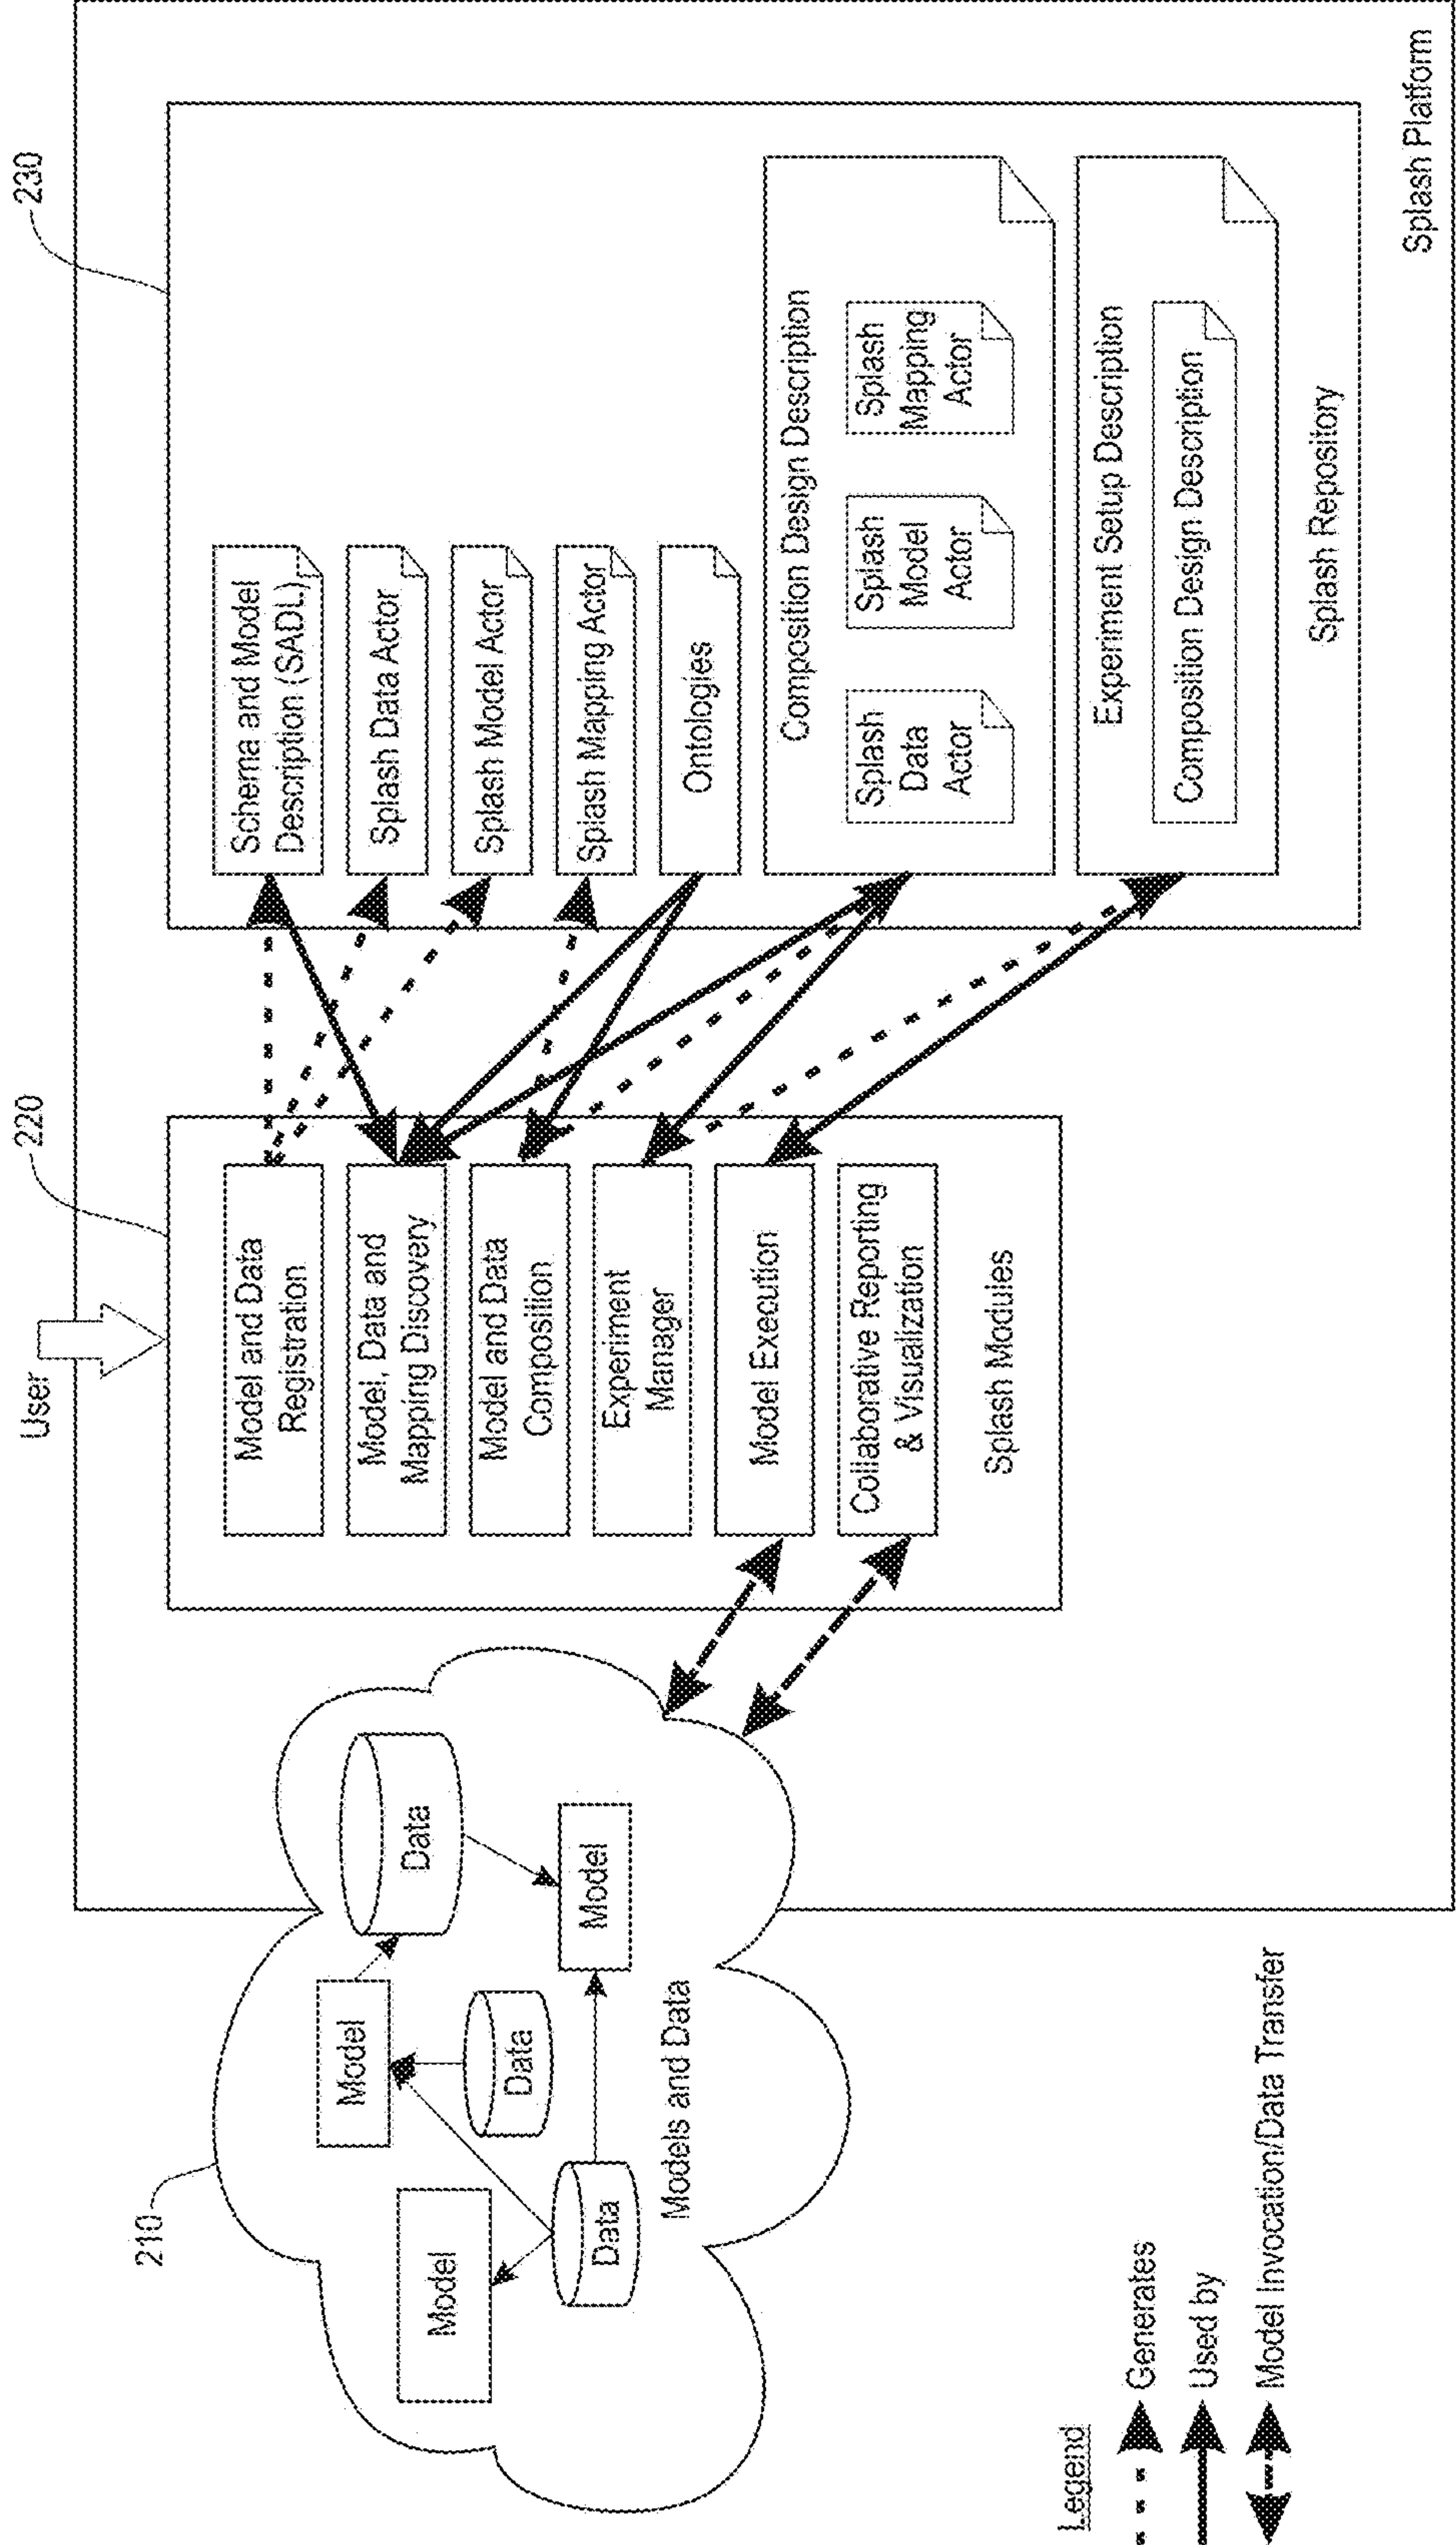 User
210
220
230
Model
Model
Data
Data
Data
Model
Models and Data
Model and Data
Registration
Model, Data and
Mapping Discovery
Model and Data
Composition
Experiment
Manager
Model Execution
Collaborative Reporting
& Visualization
Splash Modules
Schema and Model
Description (SADL)
Splash Data Actor
Splash Model Actor
Splash Mapping Actor
Ontologies
Composition Design Description
Splash
Data
Actor
Splash
Model
Actor
Splash
Mapping
Actor
Experiment Setup Description
Composition Design Description
Splash Repository
Splash Platform
Legend
Generates
Used by
Model Invocation/Data Transfer